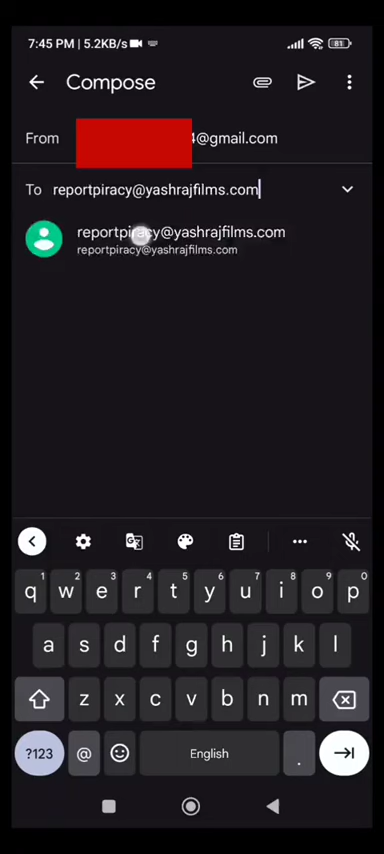 7:45 PM | 5.2KB/s 81
Compose
From 4@gmail.com
To reportpiracy@yashrajfilms.com
reportpiracy@yashrajfilms.com
reportpiracy@yashrajfilms.com
1 2 3 4 5 6 7 8 9 0
q w e r t y u i o p
a s d f g h j k l
z x c v b n m
?123 @ English .